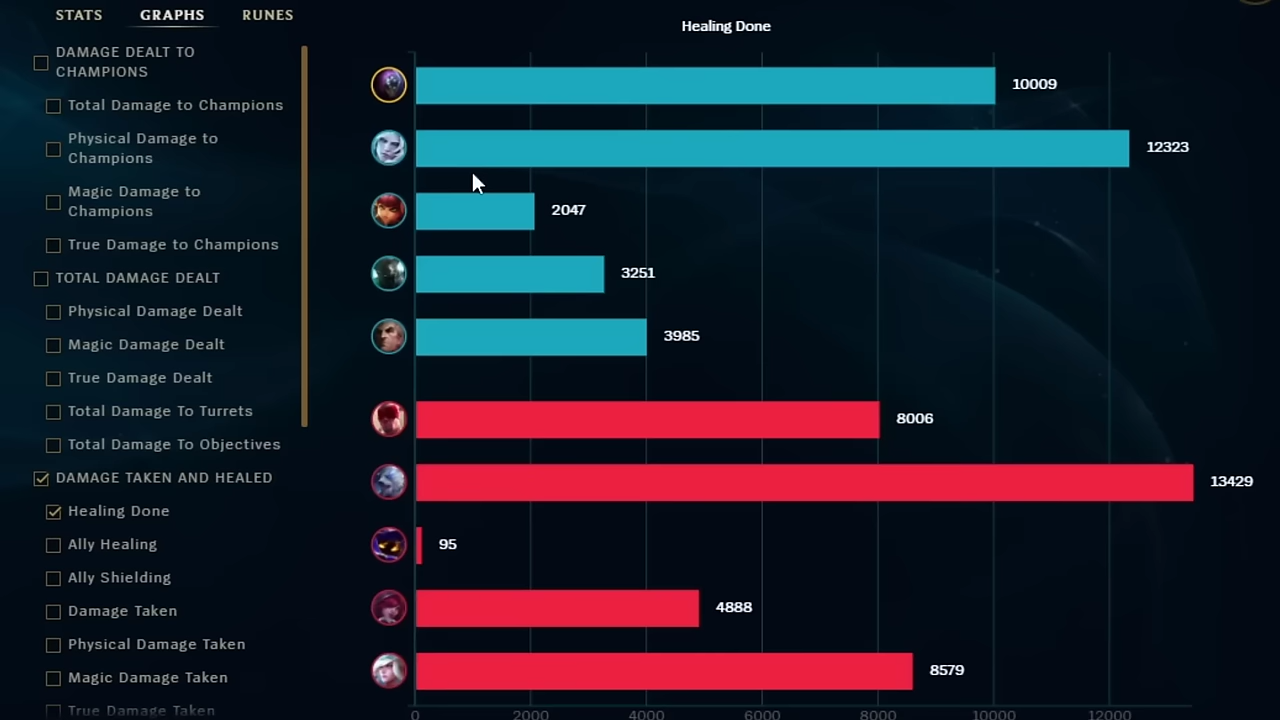 STATS GRAPHS RUNES
DAMAGE DEALT TO
CHAMPIONS
Total Damage to Champions
Physical Damage to
Champions
Magic Damage to
Champions
True Damage to Champions
TOTAL DAMAGE DEALT
Physical Damage Dealt
Magic Damage Dealt
True Damage Dealt
Total Damage To Turrets
Total Damage To Objectives
DAMAGE TAKEN AND HEALED
Healing Done
Ally Healing
Ally Shielding
Damage Taken
Physical Damage Taken
Magic Damage Taken
True Damage Taken
Healing Done
10009
12323
2047
3251
3985
8006
13429
95
4888
8579
0 2000 4000 6000 8000 10000 12000